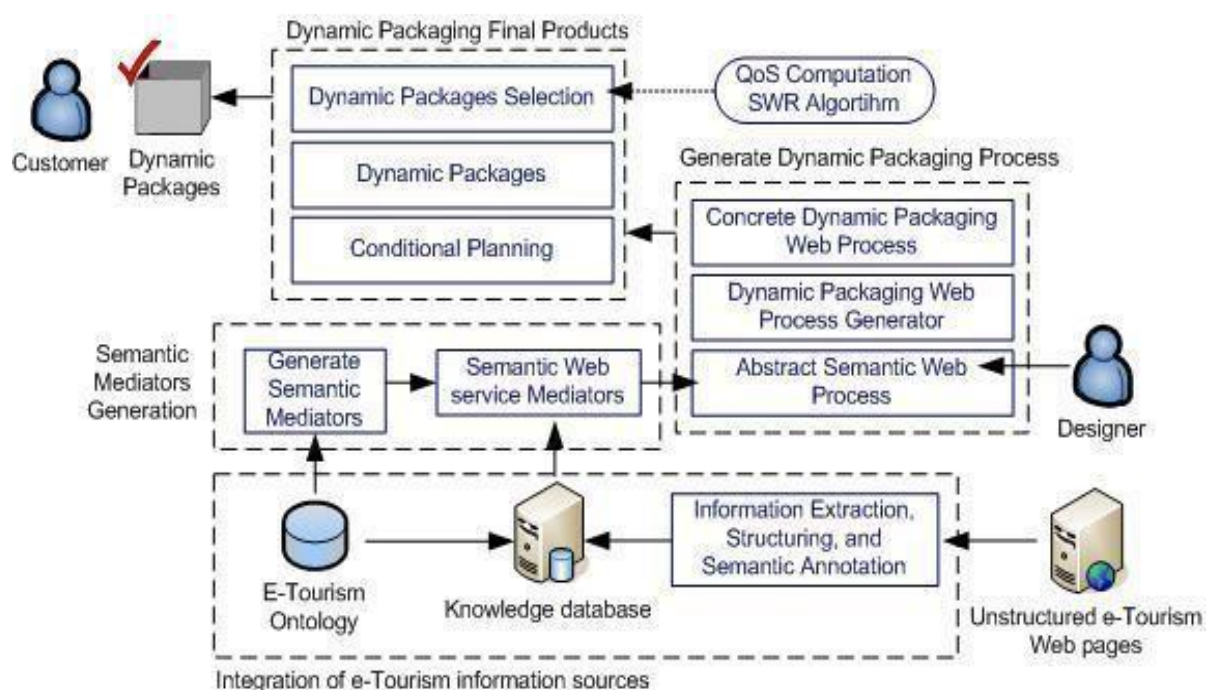 Dynamic Packaging Final Products
Dynamic Packages Selection
Dynamic Packages
Conditional Planning
QoS Computation
SWR Algortihm
Customer
Dynamic
Packages
Generate Dynamic Packaging Process
Concrete Dynamic Packaging
Web Process
Dynamic Packaging Web
Process Generator
Abstract Semantic Web
Process
Designer
Semantic
Mediators
Generation
Generate
Semantic
Mediators
Semantic Web
service Mediators
E-Tourism
Ontology
Knowledge database
Information Extraction,
Structuring, and
Semantic Annotation
Unstructured e-Tourism
Web pages
Integration of e-Tourism information sources